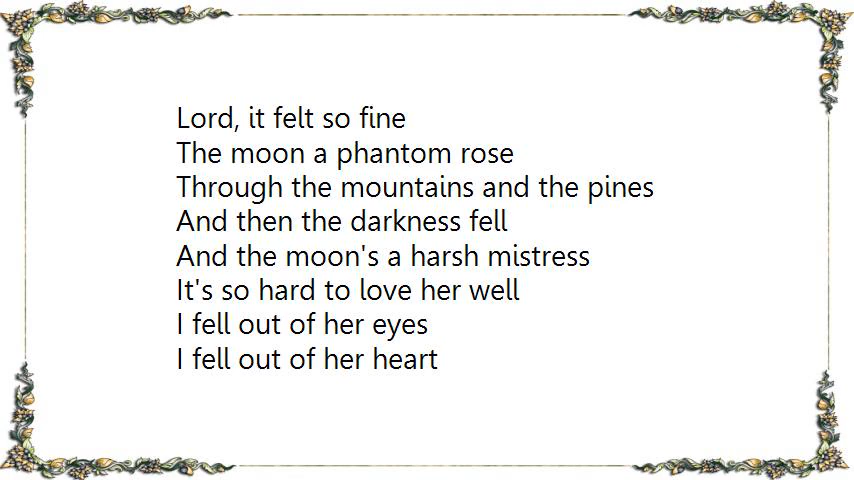 Lord, it felt so fine
The moon a phantom rose
Through the mountains and the pines
And then the darkness fell
And the moon's a harsh mistress
It's so hard to love her well
I fell out of her eyes
I fell out of her heart